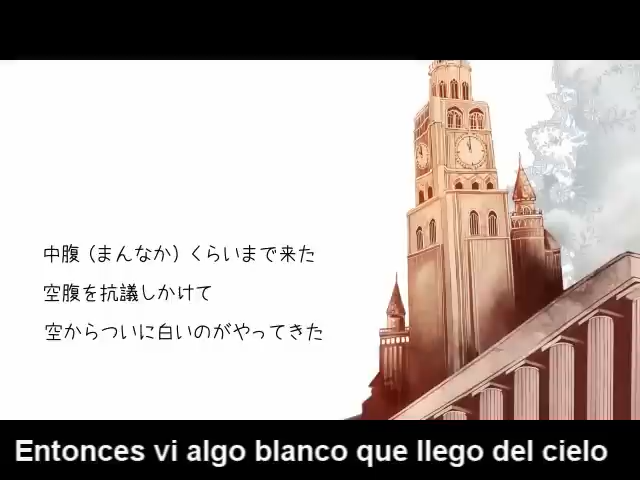 中腹（まんなか）くらいまで来た
空腹を抗議しかけて
空からついに白いのがやってきた
Entonces vi algo blanco que llego del cielo